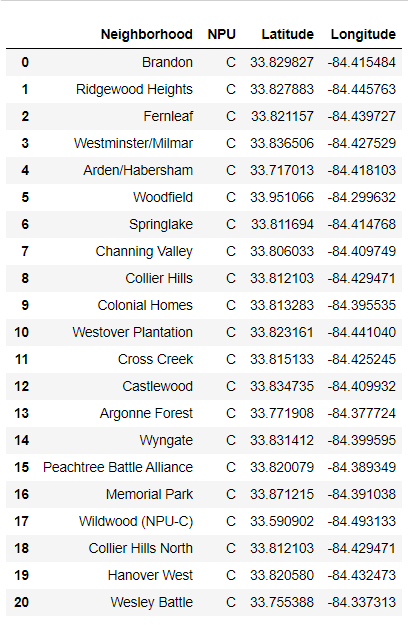 Neighborhood NPU Latitude Longitude
0 Brandon C 33.829827 -84.415484
1 Ridgewood Heights C 33.827883 -84.445763
2 Fernleaf C 33.821157 -84.439727
3 Westminster/Milmar C 33.836506 -84.427529
4 Arden/Habersham C 33.717013 -84.418103
5 Woodfield C 33.951066 -84.299632
6 Springlake C 33.811694 -84.414768
7 Channing Valley C 33.806033 -84.409749
8 Collier Hills C 33.812103 -84.429471
9 Colonial Homes C 33.813283 -84.395535
10 Westover Plantation C 33.823161 -84.441040
11 Cross Creek C 33.815133 -84.425245
12 Castlewood C 33.834735 -84.409932
13 Argonne Forest C 33.771908 -84.377724
14 Wyngate C 33.831412 -84.399595
15 Peachtree Battle Alliance C 33.820079 -84.389349
16 Memorial Park C 33.871215 -84.391038
17 Wildwood (NPU-C) C 33.590902 -84.493133
18 Collier Hills North C 33.812103 -84.429471
19 Hanover West C 33.820580 -84.432473
20 Wesley Battle C 33.755388 -84.337313